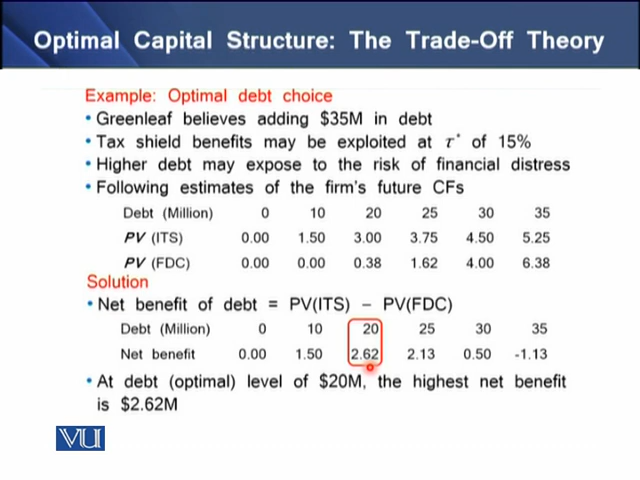 Optimal Capital Structure: The Trade-Off Theory
Example: Optimal debt choice
• Greenleaf believes adding $35M in debt
• Tax shield benefits may be exploited at τ* of 15%
• Higher debt may expose to the risk of financial distress
• Following estimates of the firm's future CFs
Debt (Million) 0 10 20 25 30 35
PV (ITS) 0.00 1.50 3.00 3.75 4.50 5.25
PV (FDC) 0.00 0.00 0.38 1.62 4.00 6.38
Solution
• Net benefit of debt = PV(ITS) – PV(FDC)
Debt (Million) 0 10 20 25 30 35
Net benefit 0.00 1.50 2.62 2.13 0.50 -1.13
• At debt (optimal) level of $20M, the highest net benefit
is $2.62M
VU